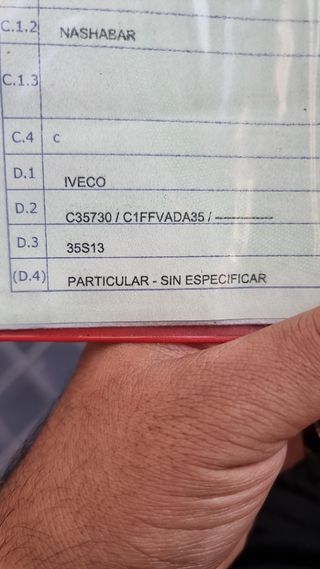 C.1.2 NASHABAR
C.1.3
C.4 c
D.1 IVECO
D.2 C35730 / C1FFVADA35 / ----------
D.3 35S13
(D.4) PARTICULAR - SIN ESPECIFICAR